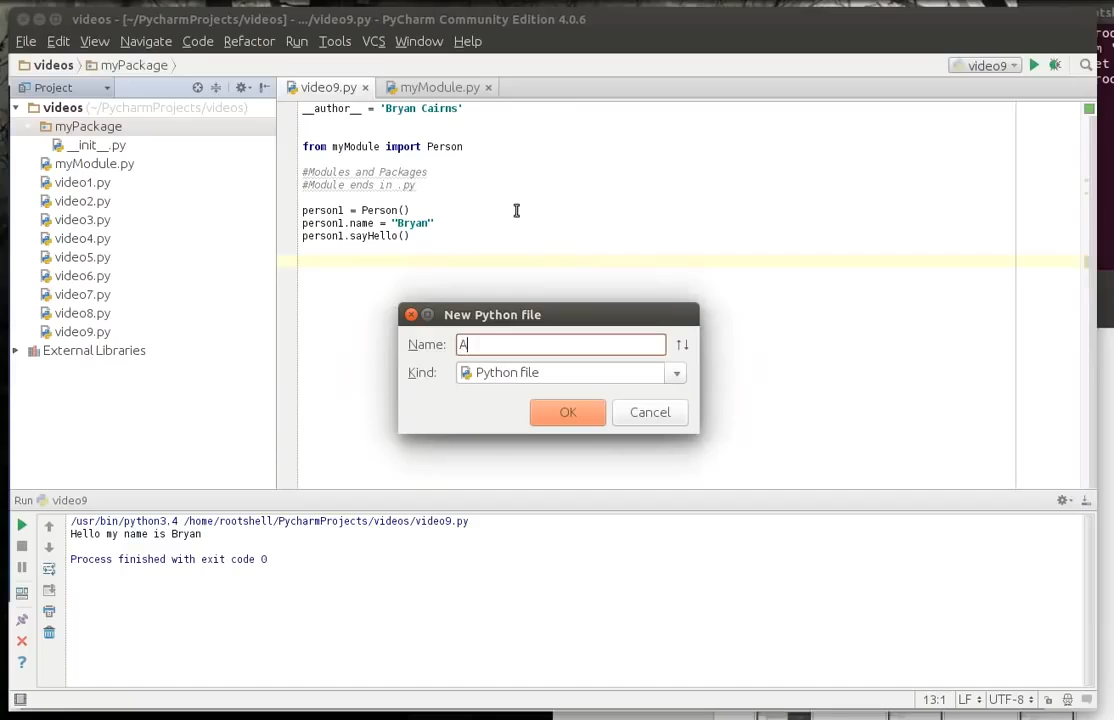 videos - [~/PycharmProjects/videos] - .../video9.py - PyCharm Community Edition 4.0.6
File Edit View Navigate Code Refactor Run Tools VCS Window Help
videos myPackage video9
Project video9.py myModule.py
videos (~/PycharmProjects/videos)
myPackage
__init__.py
myModule.py
video1.py
video2.py
video3.py
video4.py
video5.py
video6.py
video7.py
video8.py
video9.py
External Libraries
__author__ = 'Bryan Cairns'
from myModule import Person
#Modules and Packages
#Module ends in .py
person1 = Person()
person1.name = "Bryan"
person1.sayHello()
New Python file
Name: A
Kind: Python file
OK Cancel
Run video9
/usr/bin/python3.4 /home/rootshell/PycharmProjects/videos/video9.py
Hello my name is Bryan
Process finished with exit code 0
13:1 LF UTF-8